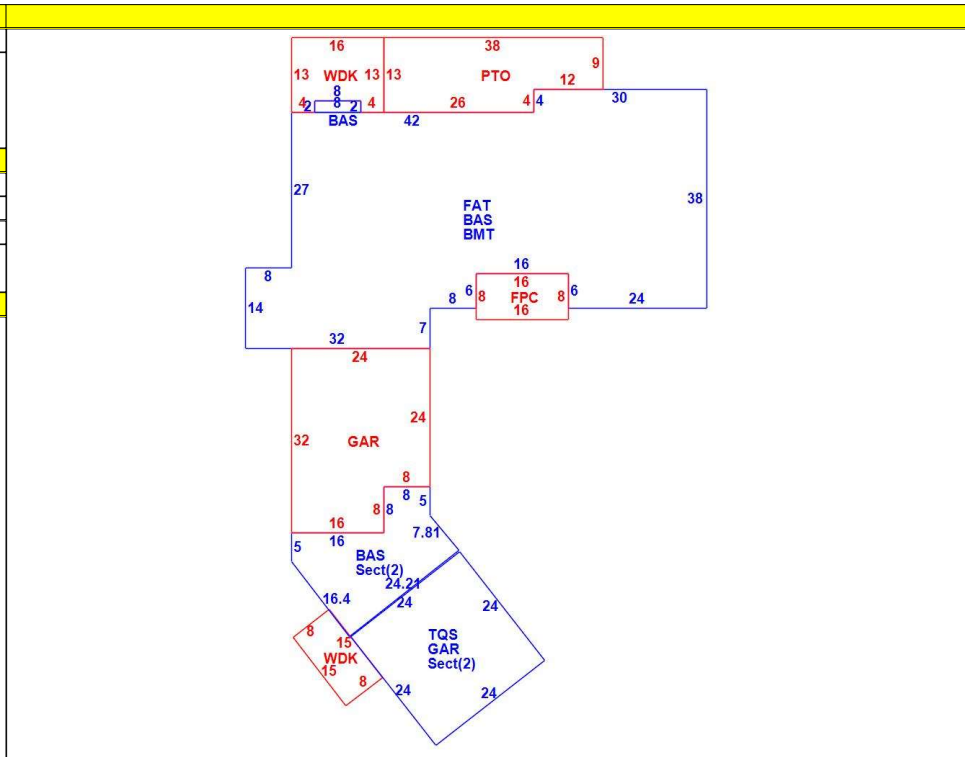 16
38
13 WDK 13 13
PTO
9
12
8
4 2 8 2 4
26
4 4
30
BAS
42
27
38
FAT
BAS
BMT
16
8
16
6 8 FPC 8 6
14
8
24
16
7
32
24
24
32
GAR
8
8 8
8
5
16
16
7.81
5
BAS
Sect(2)
24.21
16.4
24
24
8
15
TQS
GAR
Sect(2)
WDK
15
8
24
24